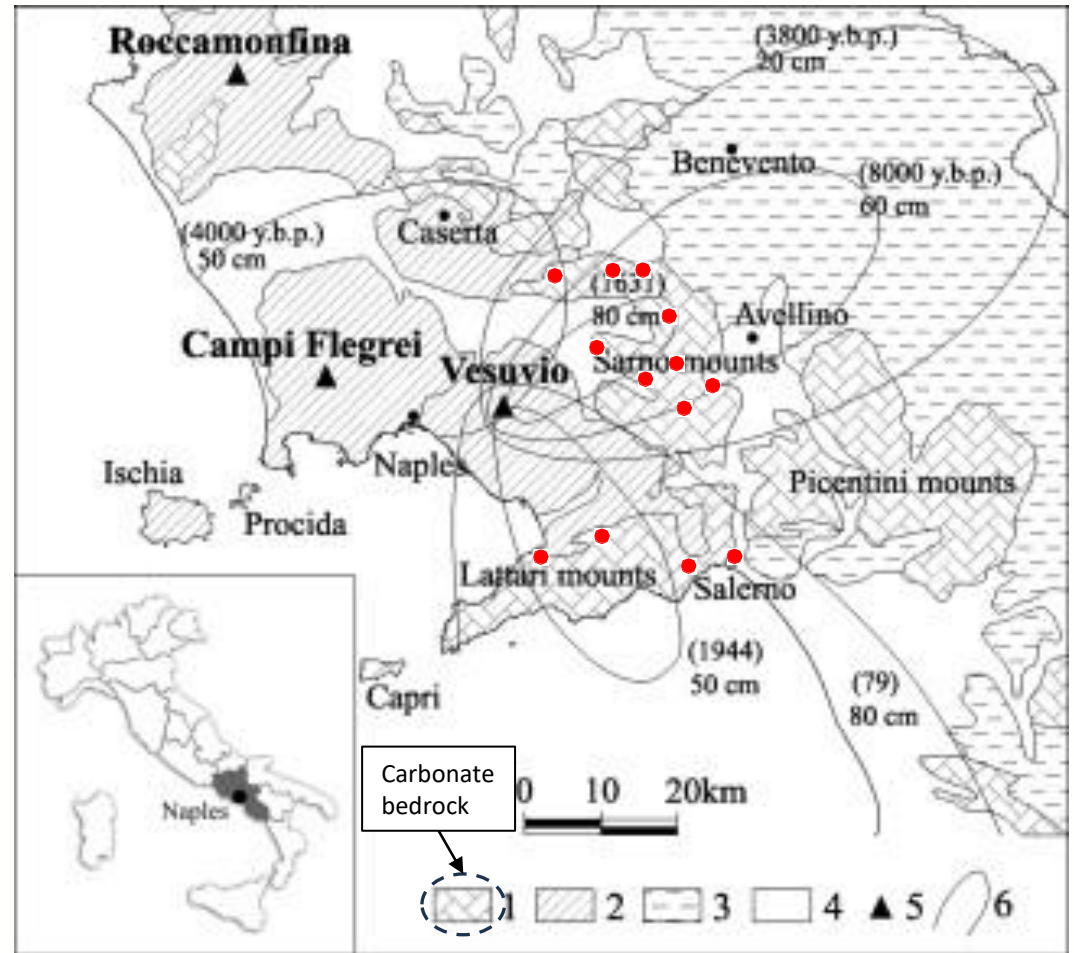 Roccamonfina
(3800 y.b.p.)
20 cm
Benevento
(8000 y.b.p.)
60 cm
Caserta
(4000 y.b.p.)
50 cm
(1631)
80 cm
Avellino
Campi Flegrei
Vesuvio
Sarno mounts
Naples
Ischia
Procida
Picentini mounts
Lattari mounts
Salerno
(1944)
50 cm
(79)
80 cm
Capri
Carbonate
bedrock
0 10 20km
Naples
1 2 3 4 5 6